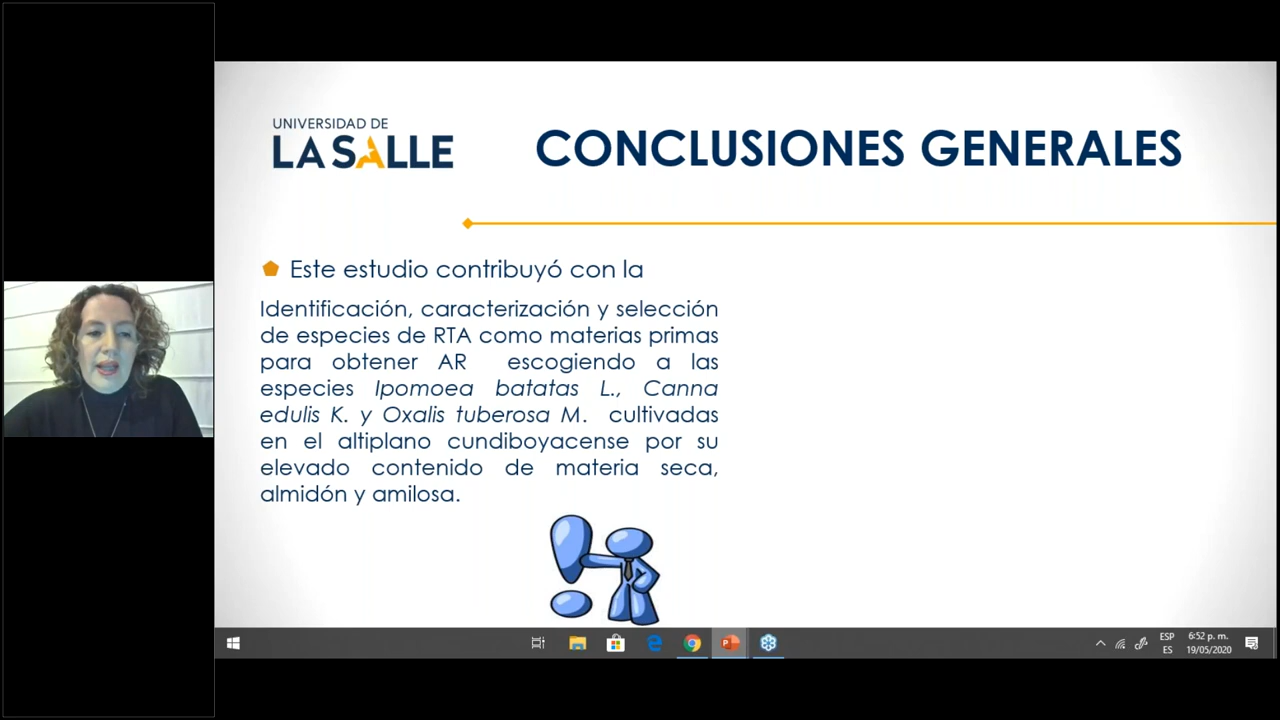 UNIVERSIDAD DE
LA SALLE
CONCLUSIONES GENERALES
Este estudio contribuyó con la
Identificación, caracterización y selección
de especies de RTA como materias primas
para obtener AR escogiendo a las
especies Ipomoea batatas L., Canna
edulis K. y Oxalis tuberosa M. cultivadas
en el altiplano cundiboyacense por su
elevado contenido de materia seca,
almidón y amilosa.
ESP
ES
6:52 p. m.
19/05/2020